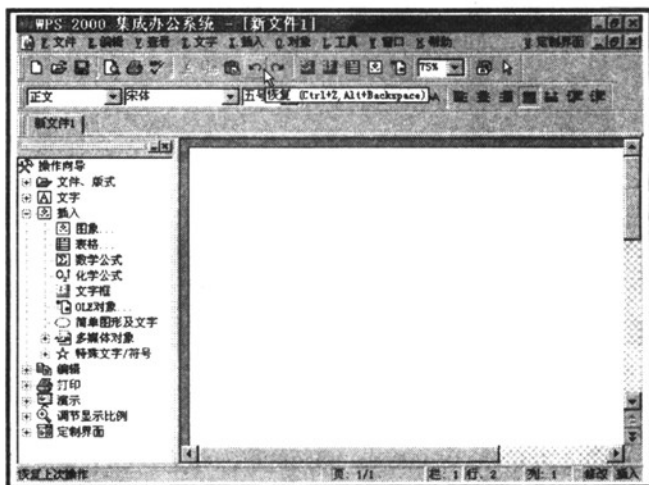 WPS 2000 集成办公系统 - [新文件1]
F 文件 E 编辑 V 查看 Z 文字 I 插入 O 对象 L 工具 Y 窗口 X 帮助 定制界面
75%
正文 宋体 五号 恢复 (Ctrl+Z,Alt+Backspace)
新文件1
操作向导
文件、版式
文字
插入
图象...
表格...
数学公式
化学公式
文字框
OLE对象...
简单图形及文字
多媒体对象
特殊文字/符号
编辑
打印
演示
调节显示比例
定制界面
恢复上次操作 页: 1/1 栏: 1 行: 2 列: 1 修改 插入